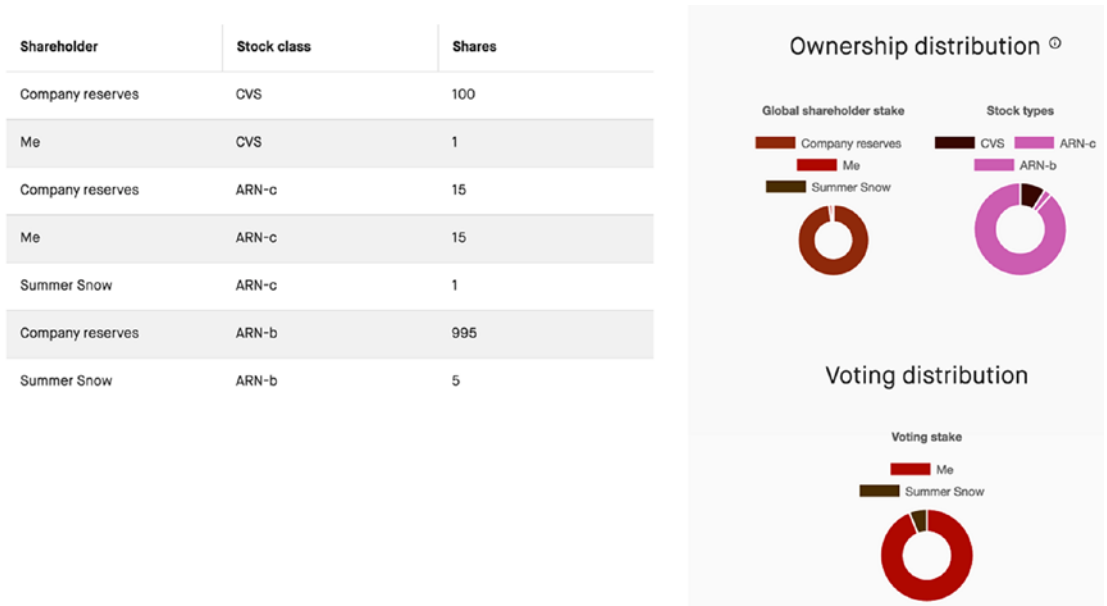 Shareholder Stock class Shares
Company reserves CVS 100
Me CVS 1
Company reserves ARN-c 15
Me ARN-c 15
Summer Snow ARN-c 1
Company reserves ARN-b 995
Summer Snow ARN-b 5
Ownership distribution
Global shareholder stake
Company reserves
Me
Summer Snow
Stock types
CVS ARN-c
ARN-b
Voting distribution
Voting stake
Me
Summer Snow